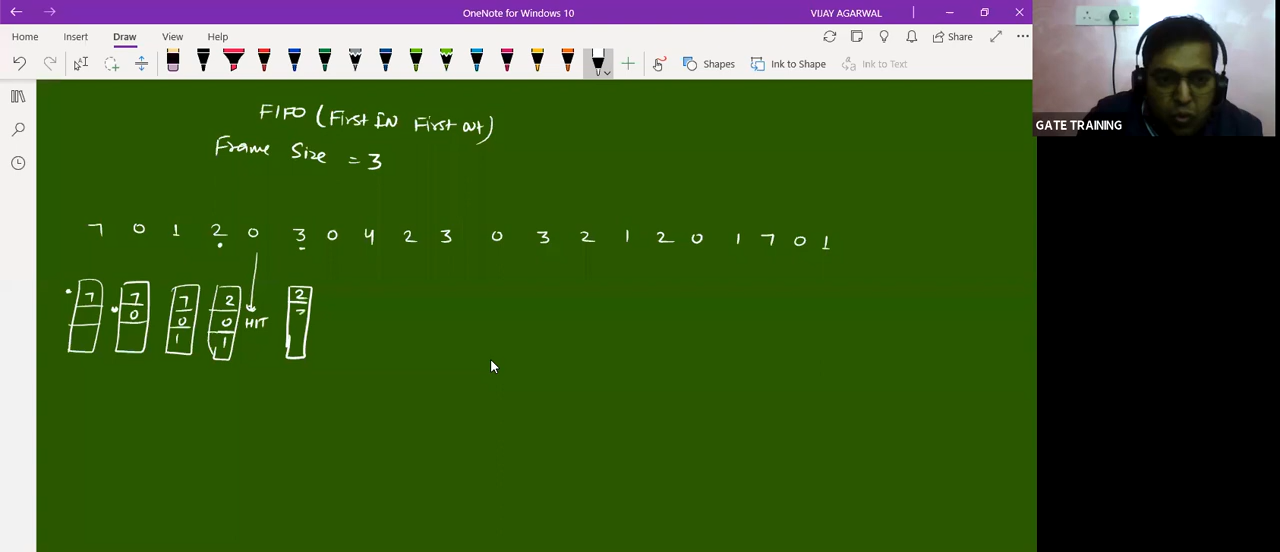 OneNote for Windows 10
VIJAY AGARWAL
Home Insert Draw View Help
Share
Shapes Ink to Shape Ink to Text
GATE TRAINING
FIFO (First IN First out)
Frame Size = 3
7 0 1 2 0 3 0 4 2 3 0 3 2 1 2 0 1 7 0 1
7 7 7 2 2
0 0 0 HIT
1 1